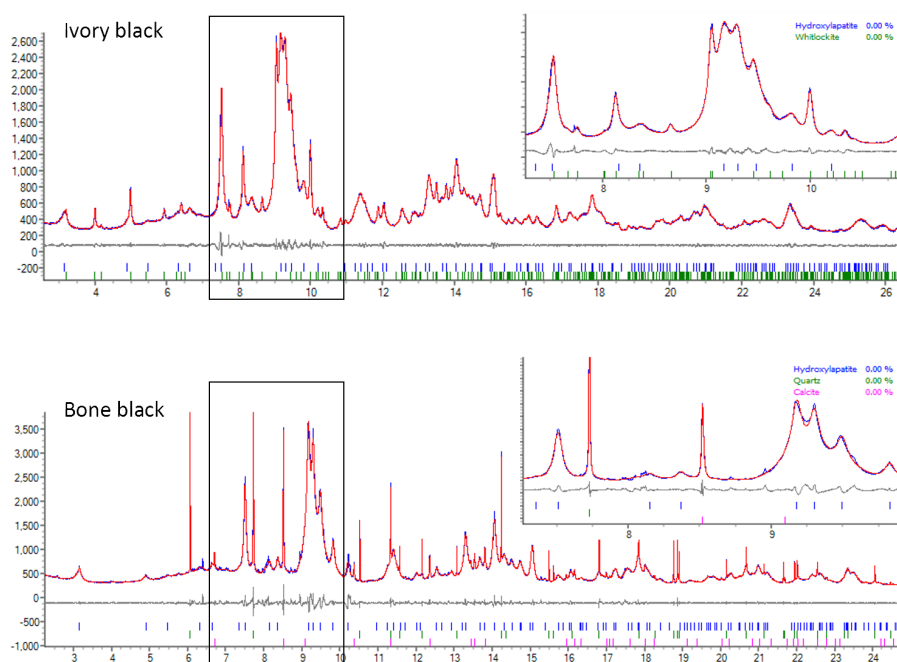 Ivory black
2,600
2,400
2,200
2,000
1,800
1,600
1,400
1,200
1,000
800
600
400
200
0
-200
4 6 8 10 12 14 16 18 20 22 24 26
Hydroxylapatite 0.00 %
Whitlockite 0.00 %
8 9 10
Bone black
3,500
3,000
2,500
2,000
1,500
1,000
500
0
-500
-1,000
3 4 5 6 7 8 9 10 11 12 13 14 15 16 17 18 19 20 21 22 23 24
Hydroxylapatite 0.00 %
Quartz 0.00 %
Calcite 0.00 %
8 9